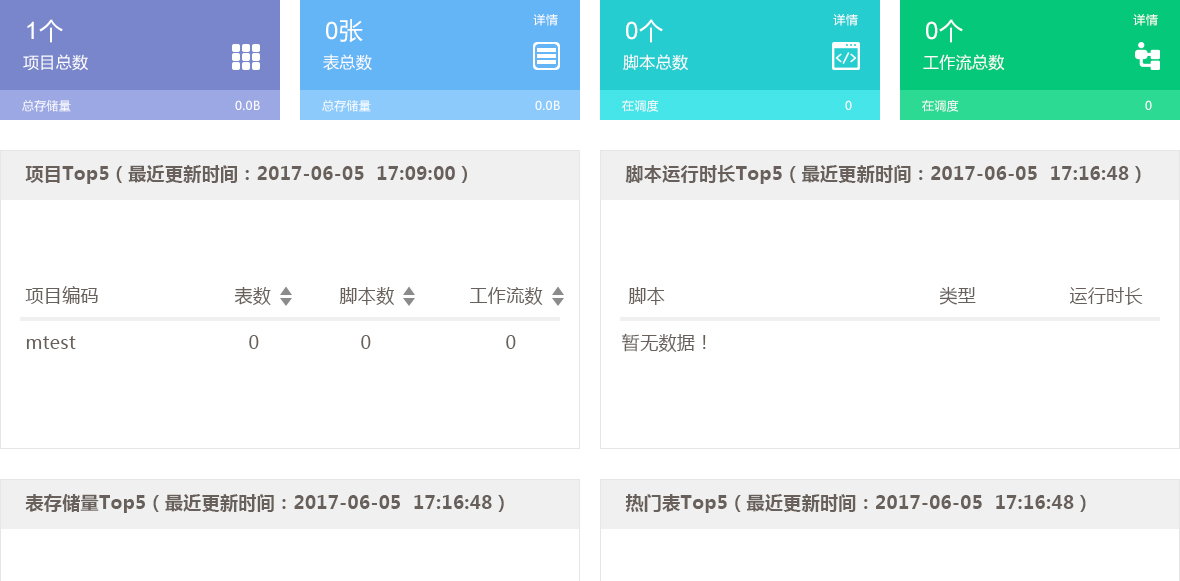 1个
项目总数
总存储量 0.0B
0张 详情
表总数
总存储量 0.0B
0个 详情
脚本总数
在调度 0
0个 详情
工作流总数
在调度 0
项目Top5（最近更新时间：2017-06-05 17:09:00）
项目编码 表数 脚本数 工作流数
mtest 0 0 0
脚本运行时长Top5（最近更新时间：2017-06-05 17:16:48）
脚本 类型 运行时长
暂无数据！
表存储量Top5（最近更新时间：2017-06-05 17:16:48）
热门表Top5（最近更新时间：2017-06-05 17:16:48）